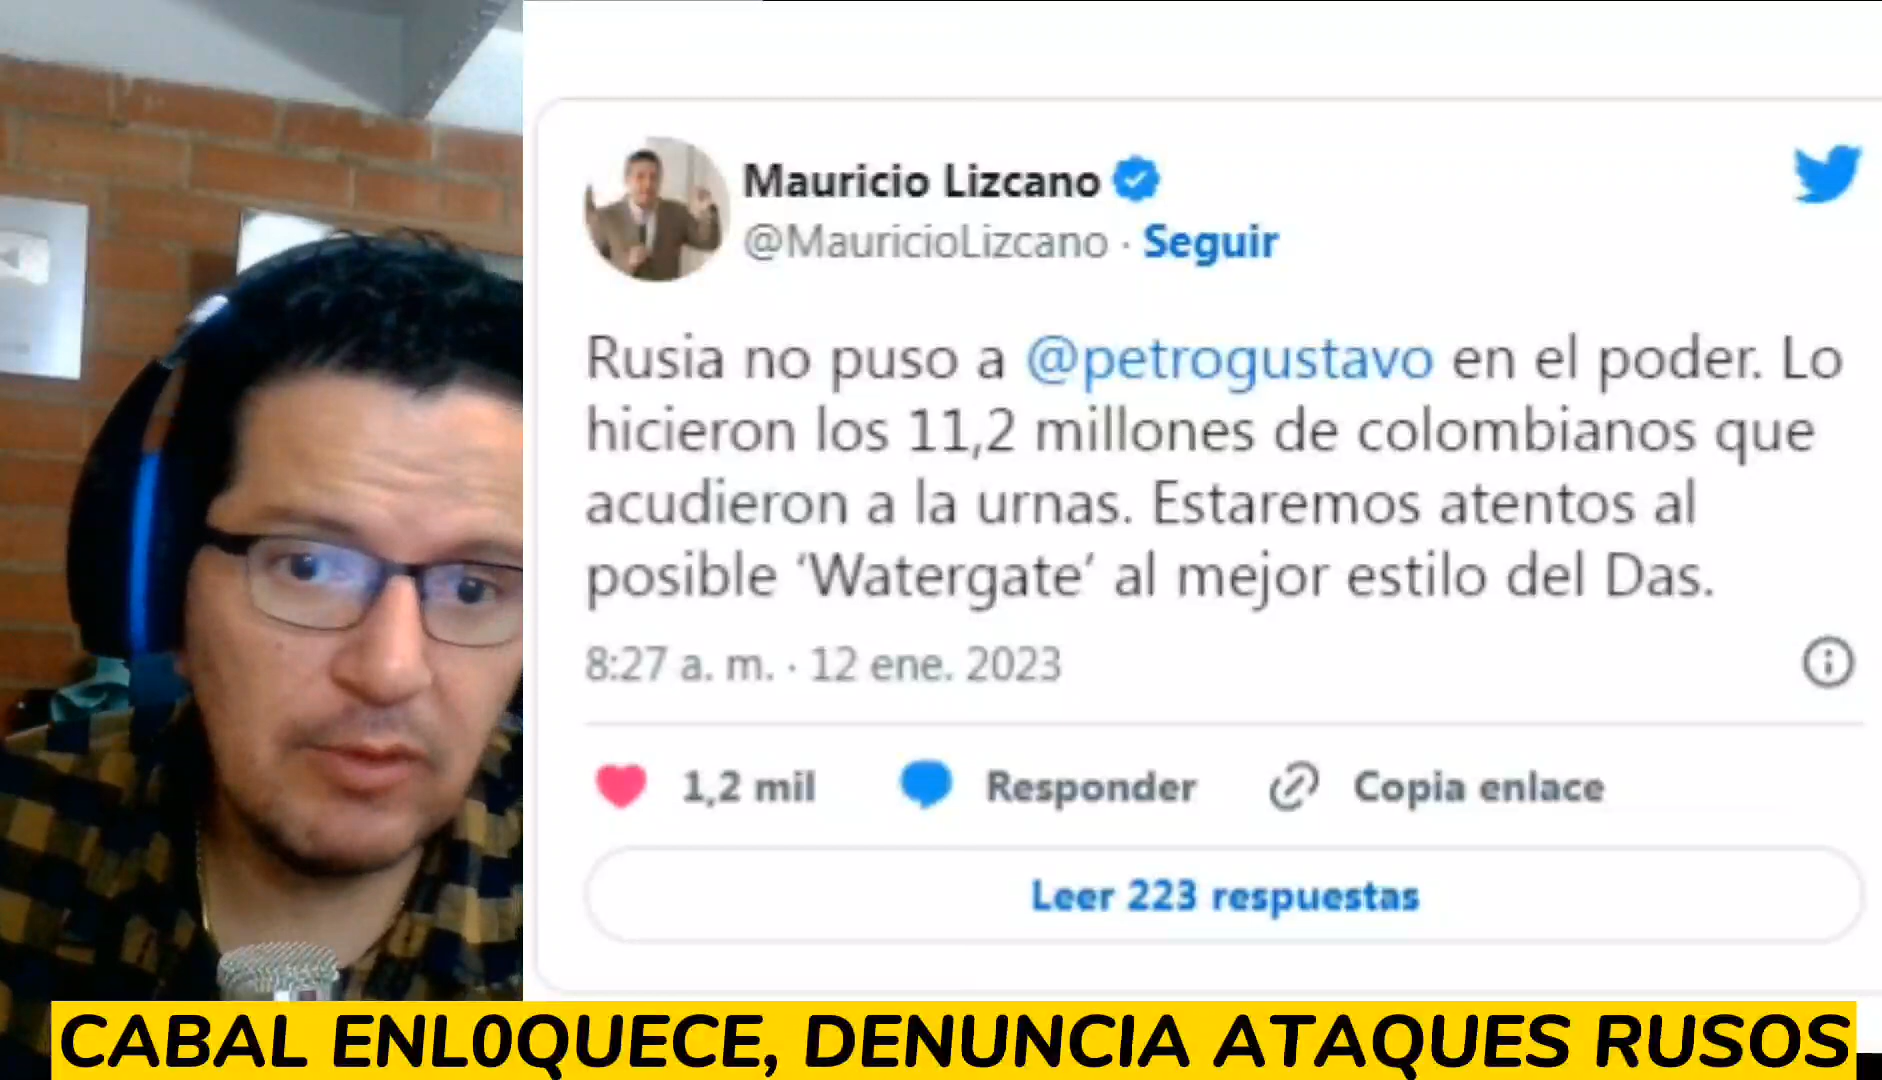 Mauricio Lizcano
@MauricioLizcano · Seguir
Rusia no puso a @petrogustavo en el poder. Lo
hicieron los 11,2 millones de colombianos que
acudieron a la urnas. Estaremos atentos al
posible ‘Watergate’ al mejor estilo del Das.
8:27 a. m. · 12 ene. 2023
1,2 mil Responder Copia enlace
Leer 223 respuestas
CABAL ENL0QUECE, DENUNCIA ATAQUES RUSOS